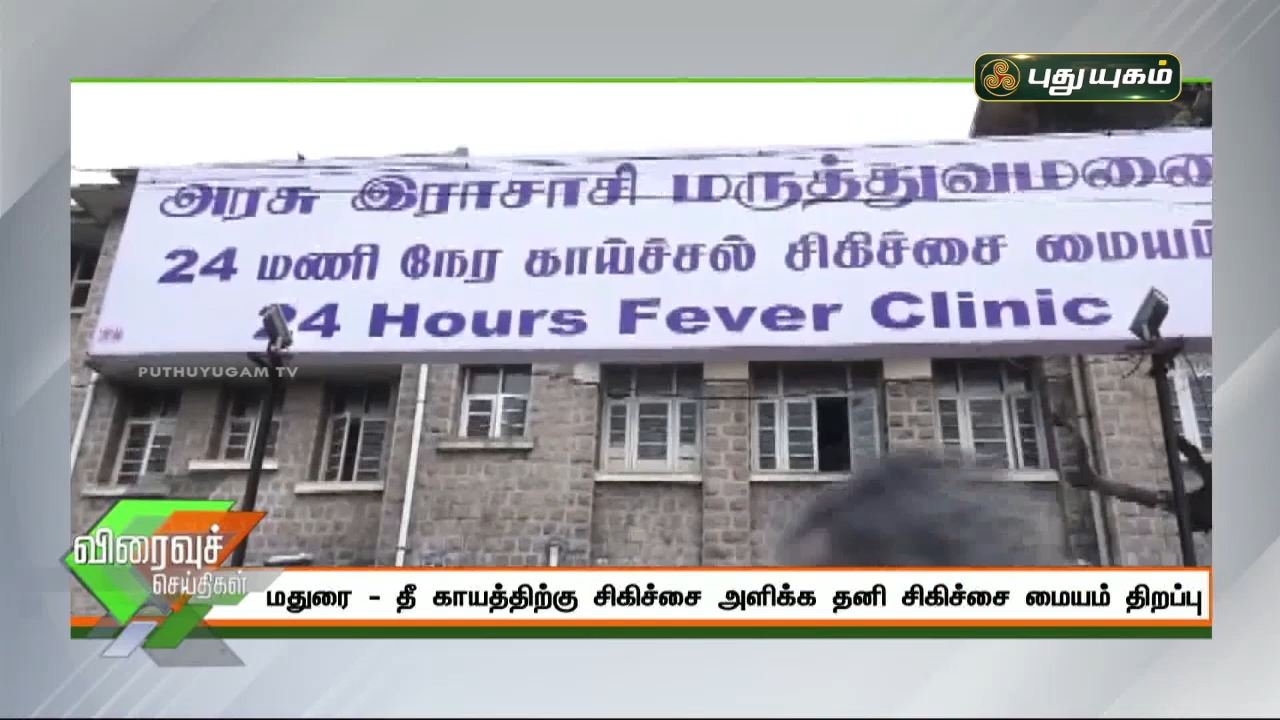 புதுயுகம்
அரசு இராசாசி மருத்துவமனை
24 மணி நேர காய்ச்சல் சிகிச்சை மையம்
24 Hours Fever Clinic
PUTHUYUGAM TV
விரைவுச்
செய்திகள்
மதுரை - தீ காயத்திற்கு சிகிச்சை அளிக்க தனி சிகிச்சை மையம் திறப்பு